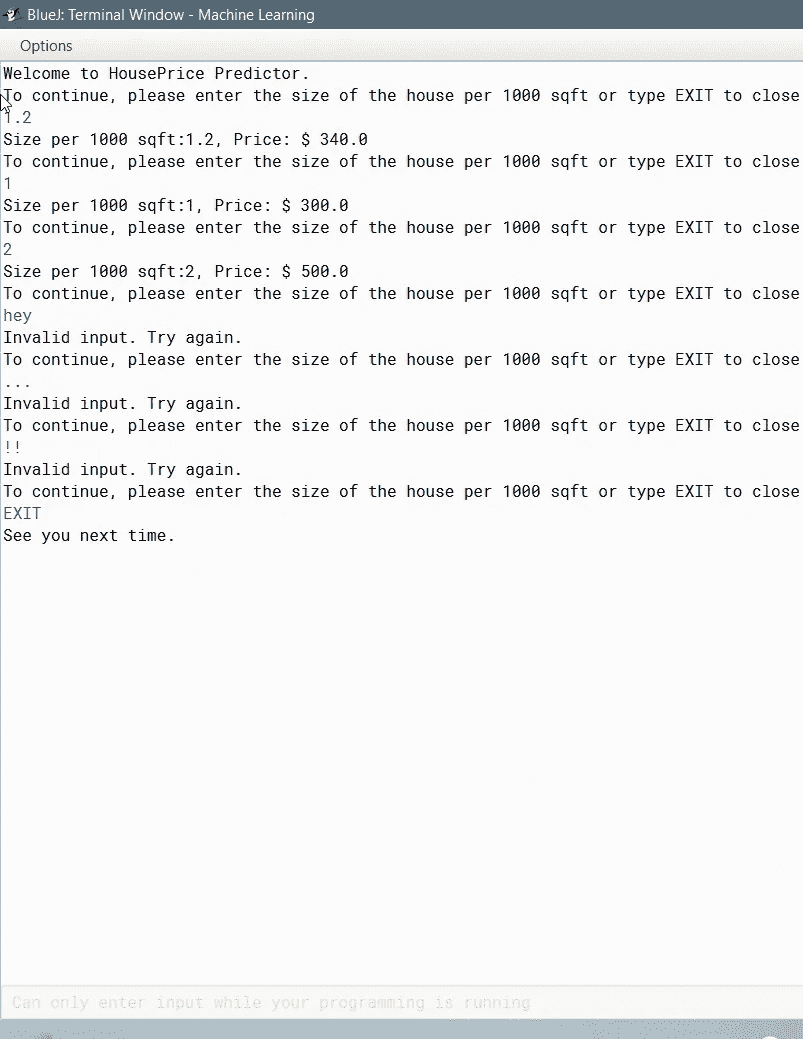 BlueJ: Terminal Window - Machine Learning
Options
Welcome to HousePrice Predictor.
To continue, please enter the size of the house per 1000 sqft or type EXIT to close
1.2
Size per 1000 sqft:1.2, Price: $ 340.0
To continue, please enter the size of the house per 1000 sqft or type EXIT to close
1
Size per 1000 sqft:1, Price: $ 300.0
To continue, please enter the size of the house per 1000 sqft or type EXIT to close
2
Size per 1000 sqft:2, Price: $ 500.0
To continue, please enter the size of the house per 1000 sqft or type EXIT to close
hey
Invalid input. Try again.
To continue, please enter the size of the house per 1000 sqft or type EXIT to close
...
Invalid input. Try again.
To continue, please enter the size of the house per 1000 sqft or type EXIT to close
!!
Invalid input. Try again.
To continue, please enter the size of the house per 1000 sqft or type EXIT to close
EXIT
See you next time.
Can only enter input while your programming is running